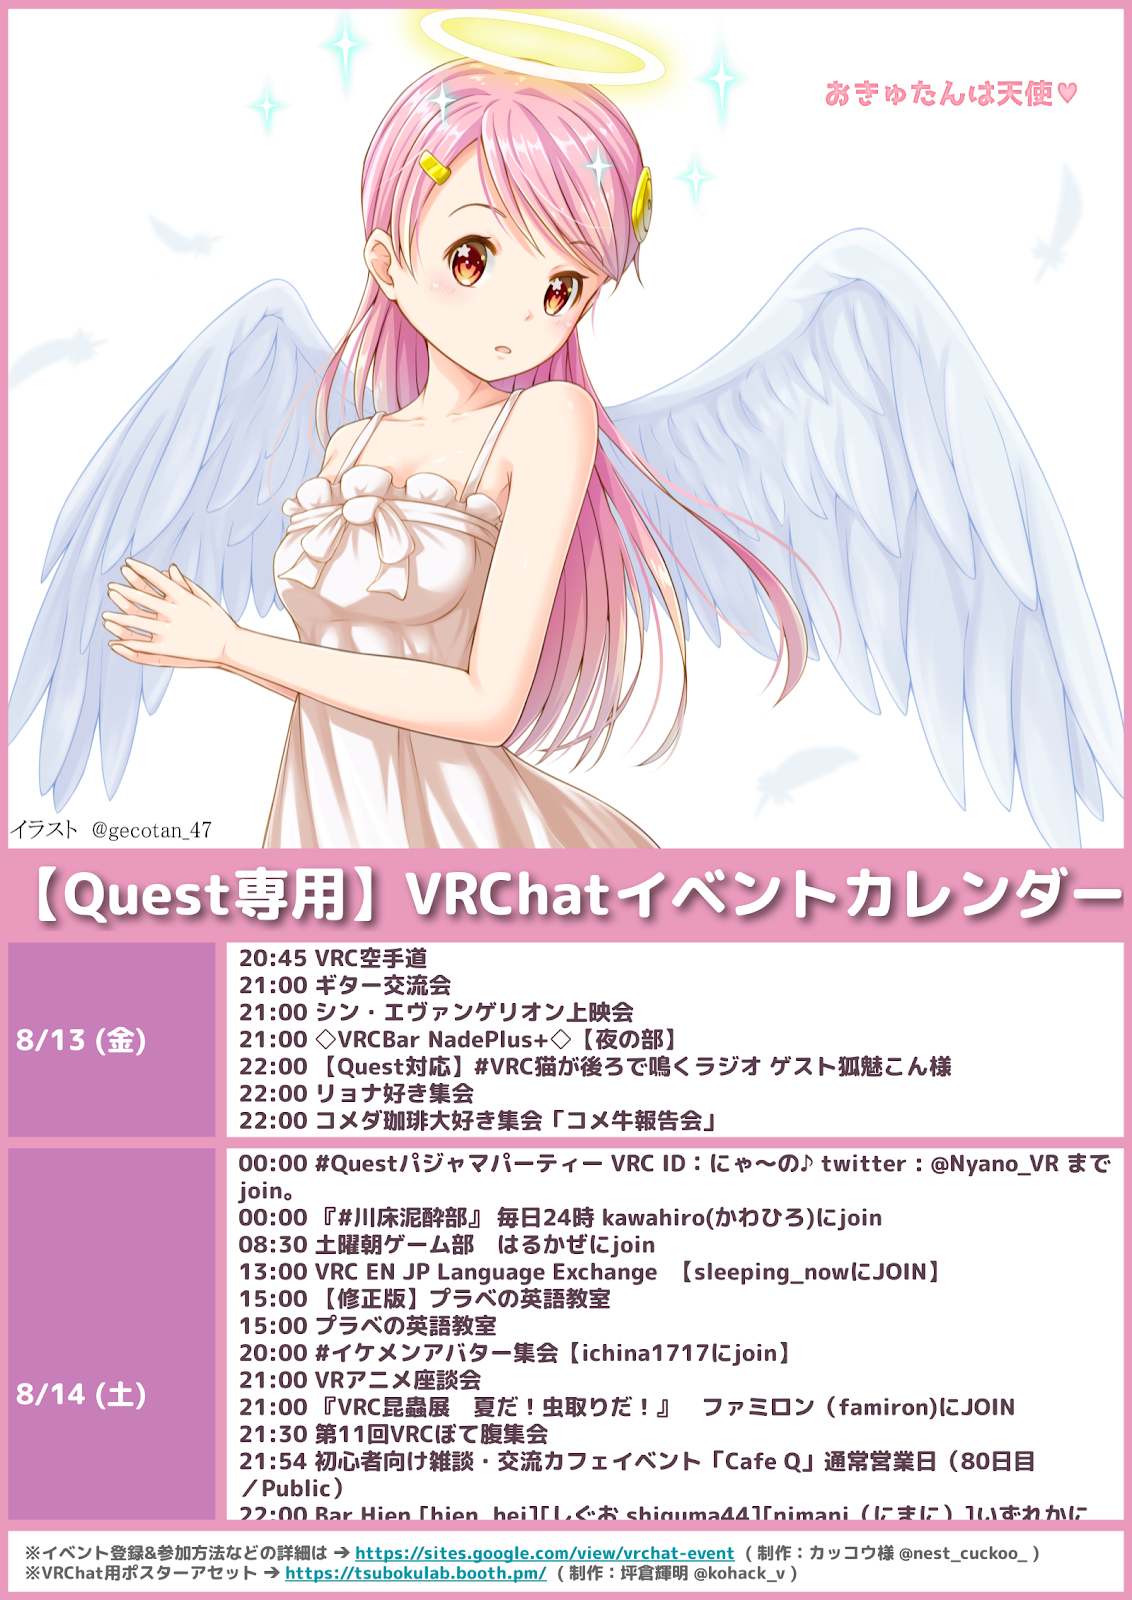 おきゅたんは天使♥
イラスト @gecotan_47
【Quest専用】VRChatイベントカレンダー
8/13 (金)
20:45 VRC空手道
21:00 ギター交流会
21:00 シン・エヴァンゲリオン上映会
21:00 ◇VRCBar NadePlus+◇【夜の部】
22:00 【Quest対応】#VRC猫が後ろで鳴くラジオ ゲスト狐魅こん様
22:00 リョナ好き集会
22:00 コメダ珈琲大好き集会「コメ牛報告会」
8/14 (土)
00:00 #Questパジャマパーティー VRC ID：にゃ～の♪ twitter : @Nyano_VR まで
join。
00:00 『#川床泥酔部』 毎日24時 kawahiro(かわひろ)にjoin
08:30 土曜朝ゲーム部　はるかぜにjoin
13:00 VRC EN JP Language Exchange 【sleeping_nowにJOIN】
15:00 【修正版】プラベの英語教室
15:00 プラベの英語教室
20:00 #イケメンアバター集会【ichina1717にjoin】
21:00 VRアニメ座談会
21:00 『VRC昆蟲展　夏だ！虫取りだ！』　ファミロン（famiron)にJOIN
21:30 第11回VRCぼて腹集会
21:54 初心者向け雑談・交流カフェイベント「Cafe Q」通常営業日（80日目
／Public）
22:00 Bar Hien [hien_hei][しぐお shiguma44][nimani（にまに）]いずれかに
※イベント登録&参加方法などの詳細は ➔ https://sites.google.com/view/vrchat-event ( 制作：カッコウ様 @nest_cuckoo_ )
※VRChat用ポスターアセット ➔ https://tsubokulab.booth.pm/ ( 制作：坪倉輝明 @kohack_v )